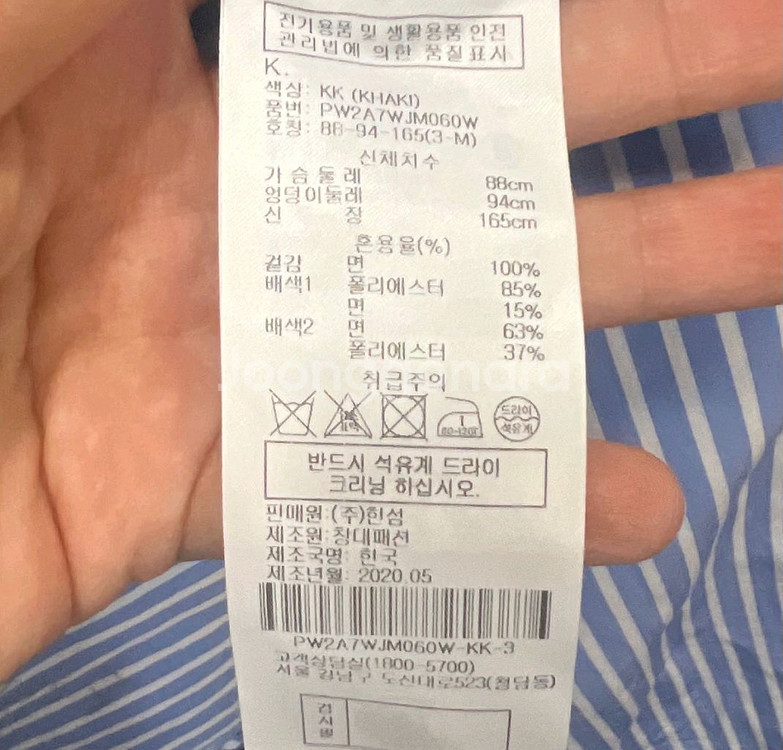 전기용품 및 생활용품 안전
관리법에 의한 품질표시
K.
색상: KK (KHAKI)
품번: PW2A7WJM060W
호칭: 88-94-165(3-M)
신체치수
가슴둘레 88cm
엉덩이둘레 94cm
신 장 165cm
혼용율(%)
겉감 면 100%
배색1 폴리에스터 85%
면 15%
배색2 면 63%
폴리에스터 37%
취급주의
드라이
석유계
반드시 석유계 드라이
크리닝 하십시오.
판매원:(주)한섬
제조원:창대패션
제조국명: 한국
제조년월: 2020.05
PW2A7WJM060W-KK-3
고객상담실(1800-5700)
서울 강남구 도산대로523(청담동)
검사필